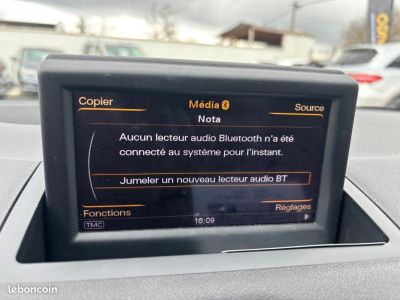 Copier
Média
Source
Nota
Aucun lecteur audio Bluetooth n'a été
connecté au système pour l'instant.
Jumeler un nouveau lecteur audio BT
Fonctions
Réglages
TMC
16:09
leboncoin